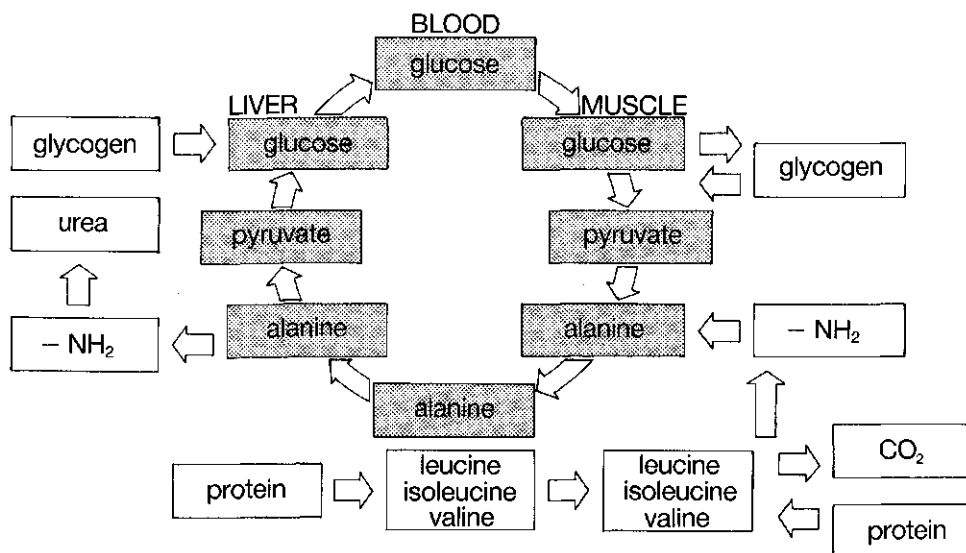 BLOOD
glucose
LIVER
MUSCLE
glycogen
glucose
glucose
glycogen
urea
pyruvate
pyruvate
– NH₂
alanine
alanine
– NH₂
alanine
CO₂
protein
leucine
isoleucine
valine
leucine
isoleucine
valine
protein